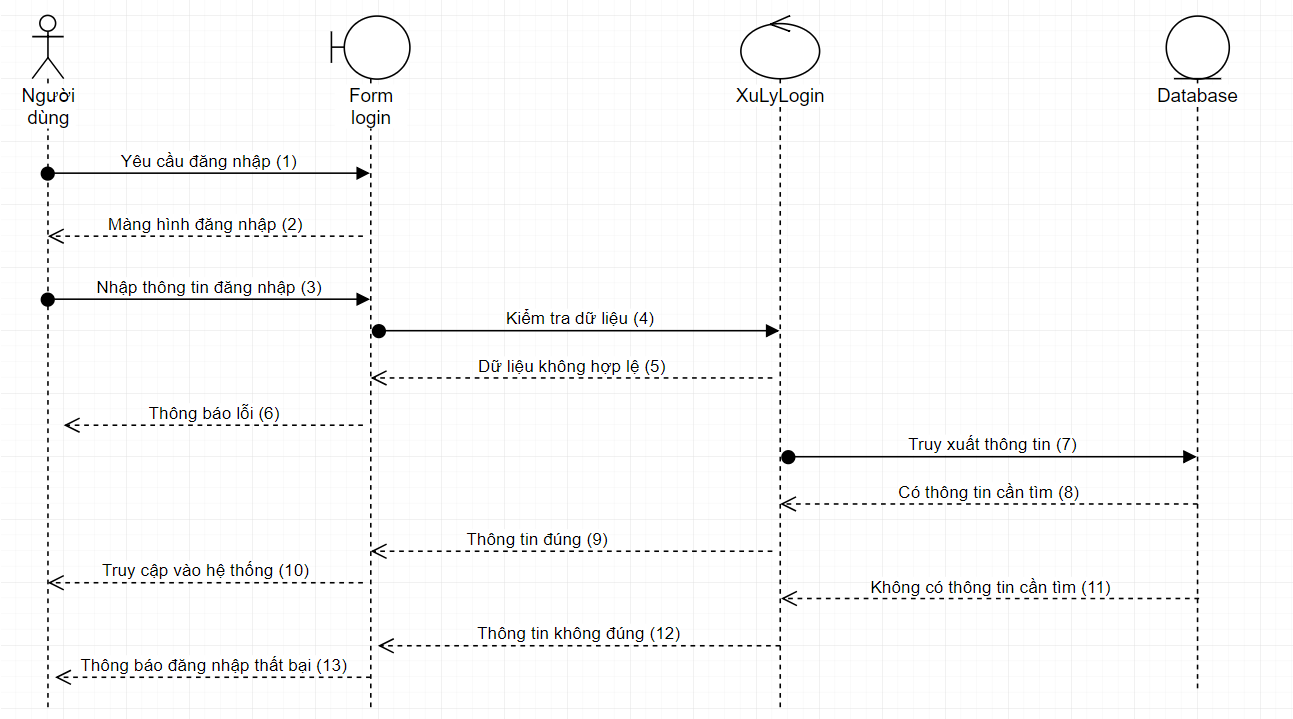 Người
dùng
Form
login
XuLyLogin
Database
Yêu cầu đăng nhập (1)
Màng hình đăng nhập (2)
Nhập thông tin đăng nhập (3)
Kiểm tra dữ liệu (4)
Dữ liệu không hợp lệ (5)
Thông báo lỗi (6)
Truy xuất thông tin (7)
Có thông tin cần tìm (8)
Thông tin đúng (9)
Truy cập vào hệ thống (10)
Không có thông tin cần tìm (11)
Thông tin không đúng (12)
Thông báo đăng nhập thất bại (13)